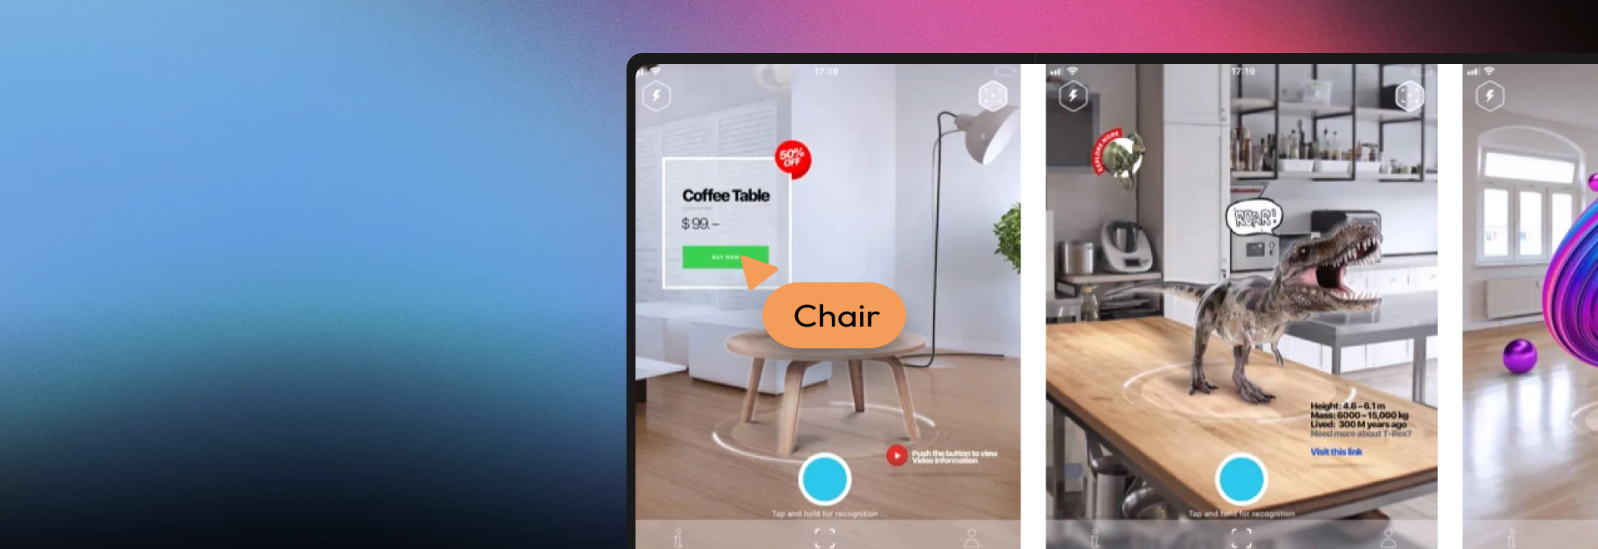 17:19
50%
OFF
Coffee Table
$ 99.–
BUY NOW
Chair
Push the button to view
Video Information
Tap and hold for recognition
17:19
EXPLORE MORE
ROAR!
Height: 4.6–6.1 m
Mass: 6000–15,000 kg
Lived: 300 M years ago
Need more about T-Rex?
Visit this link
Tap and hold for recognition